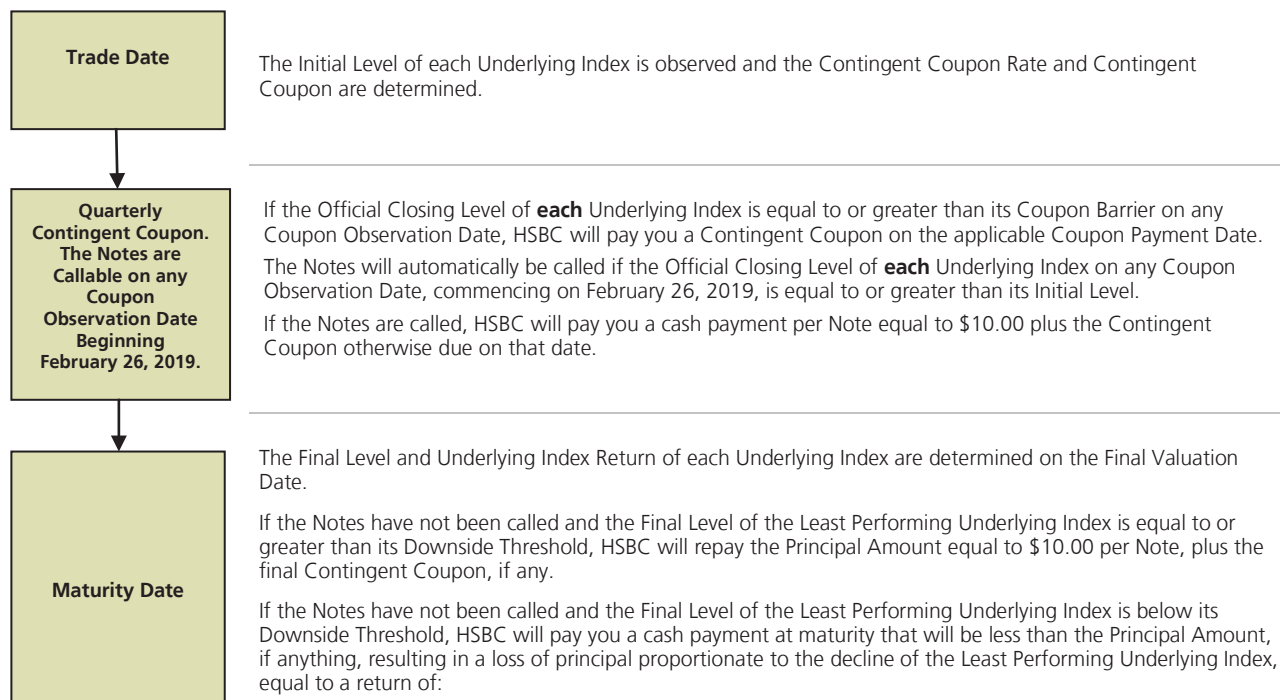 Trade Date
The Initial Level of each Underlying Index is observed and the Contingent Coupon Rate and Contingent
Coupon are determined.
Quarterly
Contingent Coupon.
The Notes are
Callable on any
Coupon
Observation Date
Beginning
February 26, 2019.
If the Official Closing Level of each Underlying Index is equal to or greater than its Coupon Barrier on any
Coupon Observation Date, HSBC will pay you a Contingent Coupon on the applicable Coupon Payment Date.
The Notes will automatically be called if the Official Closing Level of each Underlying Index on any Coupon
Observation Date, commencing on February 26, 2019, is equal to or greater than its Initial Level.
If the Notes are called, HSBC will pay you a cash payment per Note equal to $10.00 plus the Contingent
Coupon otherwise due on that date.
Maturity Date
The Final Level and Underlying Index Return of each Underlying Index are determined on the Final Valuation
Date.
If the Notes have not been called and the Final Level of the Least Performing Underlying Index is equal to or
greater than its Downside Threshold, HSBC will repay the Principal Amount equal to $10.00 per Note, plus the
final Contingent Coupon, if any.
If the Notes have not been called and the Final Level of the Least Performing Underlying Index is below its
Downside Threshold, HSBC will pay you a cash payment at maturity that will be less than the Principal Amount,
if anything, resulting in a loss of principal proportionate to the decline of the Least Performing Underlying Index,
equal to a return of: